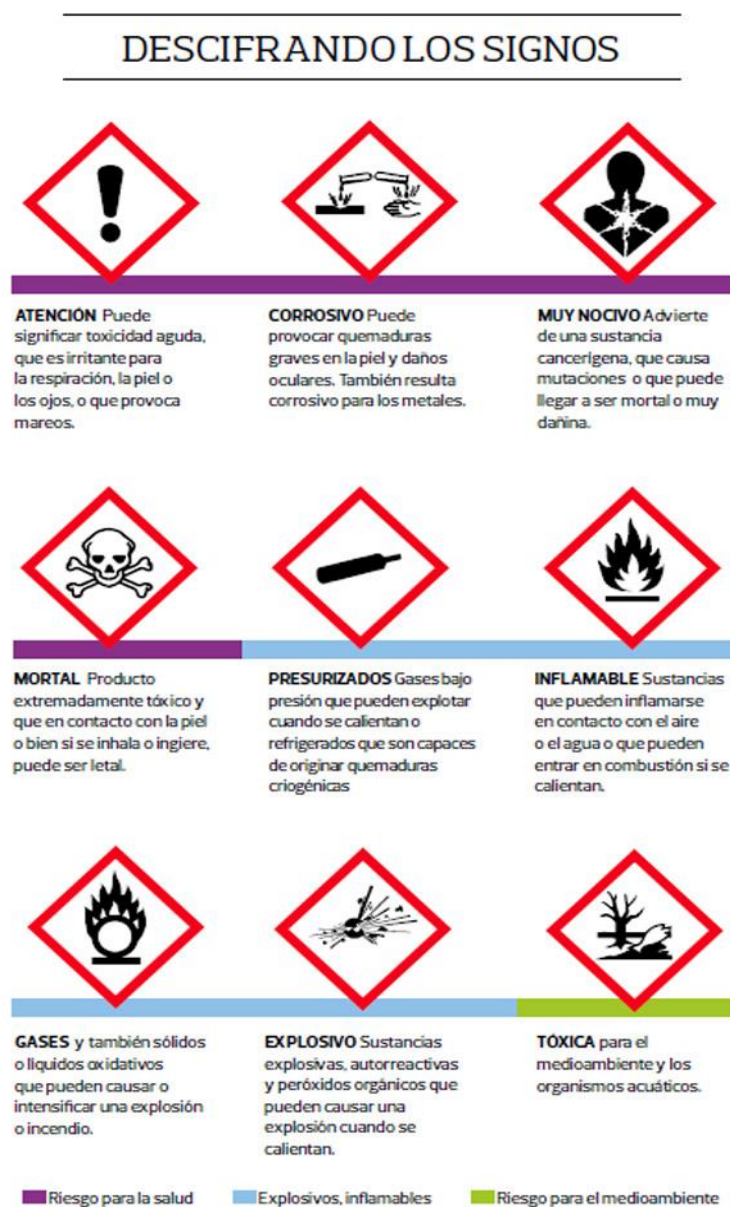 DESCIFRANDO LOS SIGNOS
ATENCIÓN Puede
significar toxicidad aguda,
que es irritante para
la respiración, la piel o
los ojos, o que provoca
mareos.
CORROSIVO Puede
provocar quemaduras
graves en la piel y daños
oculares. También resulta
corrosivo para los metales.
MUY NOCIVO Advierte
de una sustancia
cancerígena, que causa
mutaciones o que puede
llegar a ser mortal o muy
dañina.
MORTAL Producto
extremadamente tóxico y
que en contacto con la piel
o bien si se inhala o ingiere,
puede ser letal.
PRESURIZADOS Gases bajo
presión que pueden explotar
cuando se calientan o
refrigerados que son capaces
de originar quemaduras
criogénicas
INFLAMABLE Sustancias
que pueden inflamarse
en contacto con el aire
o el agua o que pueden
entrar en combustión si se
calientan.
GASES y también sólidos
o líquidos oxidativos
que pueden causar o
intensificar una explosión
o incendio.
EXPLOSIVO Sustancias
explosivas, autorreactivas
y peróxidos orgánicos que
pueden causar una
explosión cuando se
calientan.
TÓXICA para el
medioambiente y los
organismos acuáticos.
Riesgo para la salud
Explosivos, inflamables
Riesgo para el medioambiente